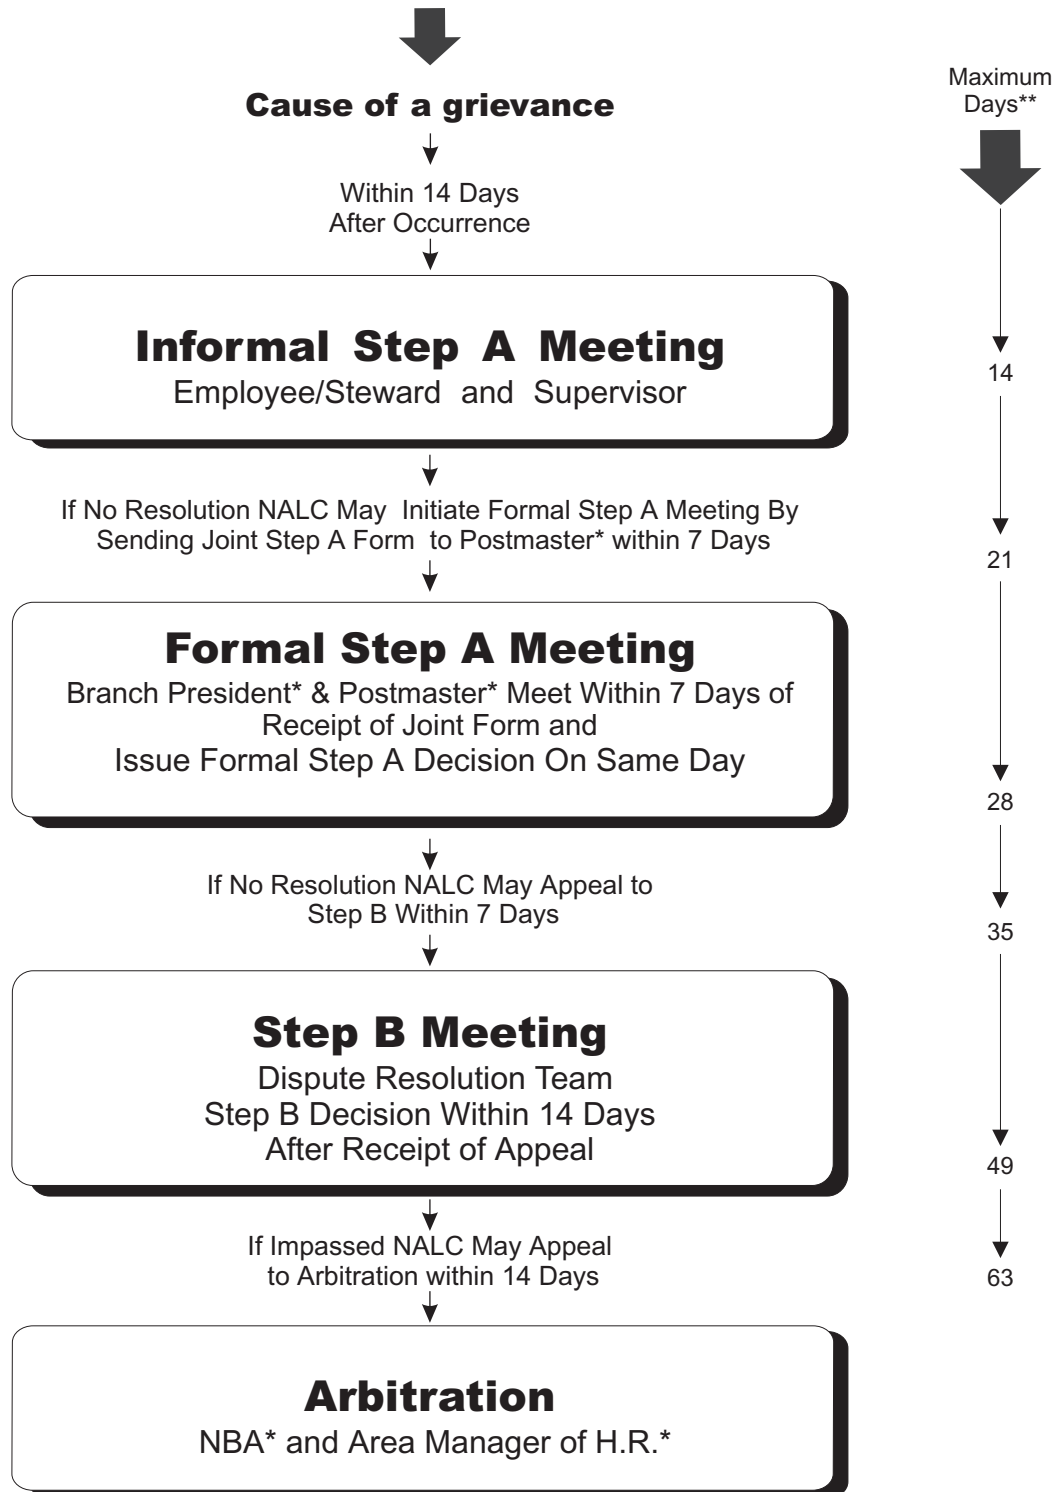 Cause of a grievance
Maximum
Days**
Within 14 Days
After Occurrence
Informal Step A Meeting
Employee/Steward and Supervisor
14
If No Resolution NALC May Initiate Formal Step A Meeting By
Sending Joint Step A Form to Postmaster* within 7 Days
21
Formal Step A Meeting
Branch President* & Postmaster* Meet Within 7 Days of
Receipt of Joint Form and
Issue Formal Step A Decision On Same Day
28
If No Resolution NALC May Appeal to
Step B Within 7 Days
35
Step B Meeting
Dispute Resolution Team
Step B Decision Within 14 Days
After Receipt of Appeal
49
If Impassed NALC May Appeal
to Arbitration within 14 Days
63
Arbitration
NBA* and Area Manager of H.R.*